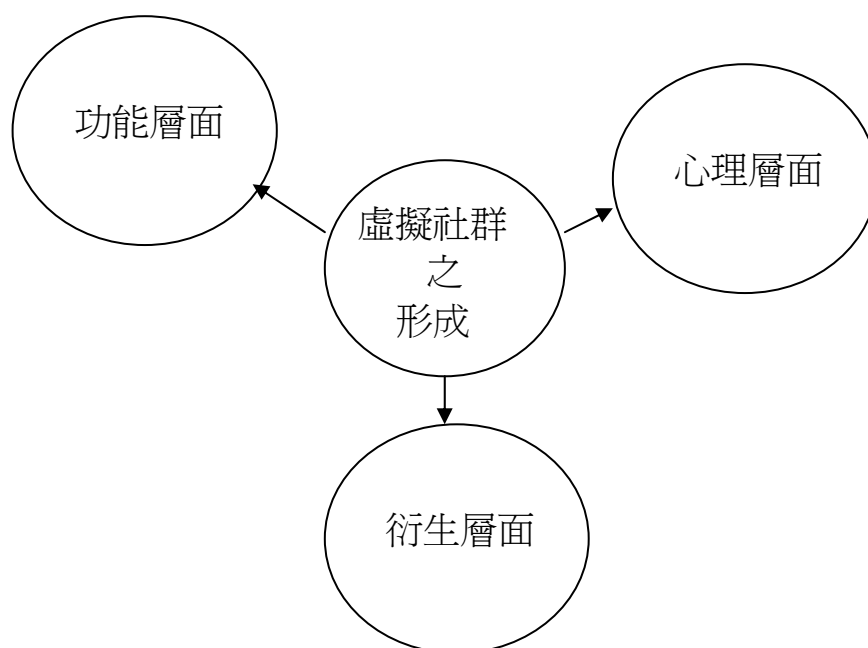 功能層面
心理層面
虛擬社群
之
形成
衍生層面